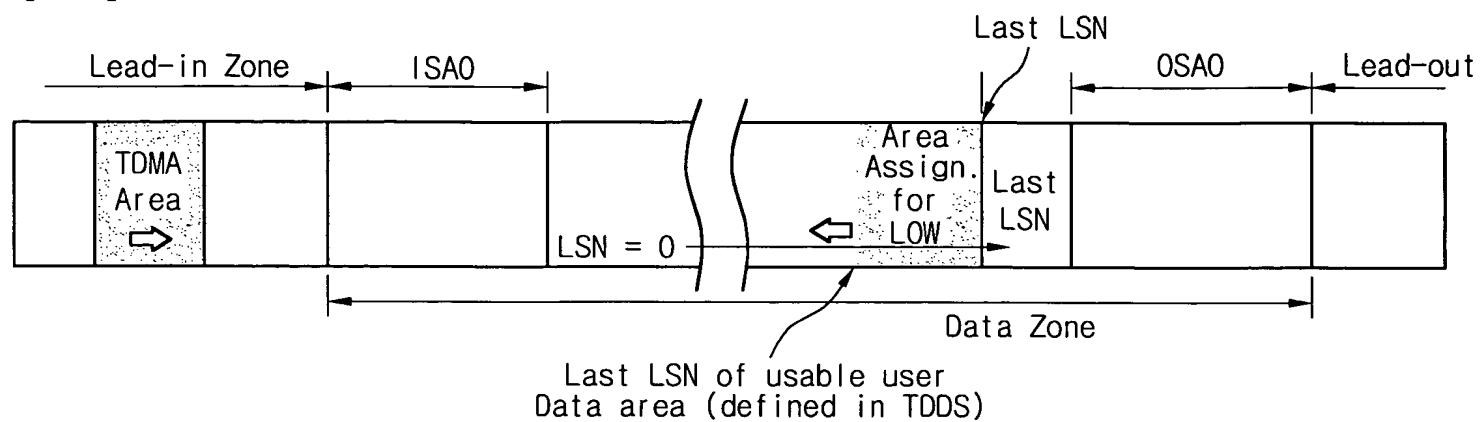 Last LSN
Lead-in Zone
ISA0
OSA0
Lead-out
TDMA
Area
Area
Assign.
for
LOW
Last
LSN
LSN = 0
Data Zone
Last LSN of usable user
Data area (defined in TDDS)